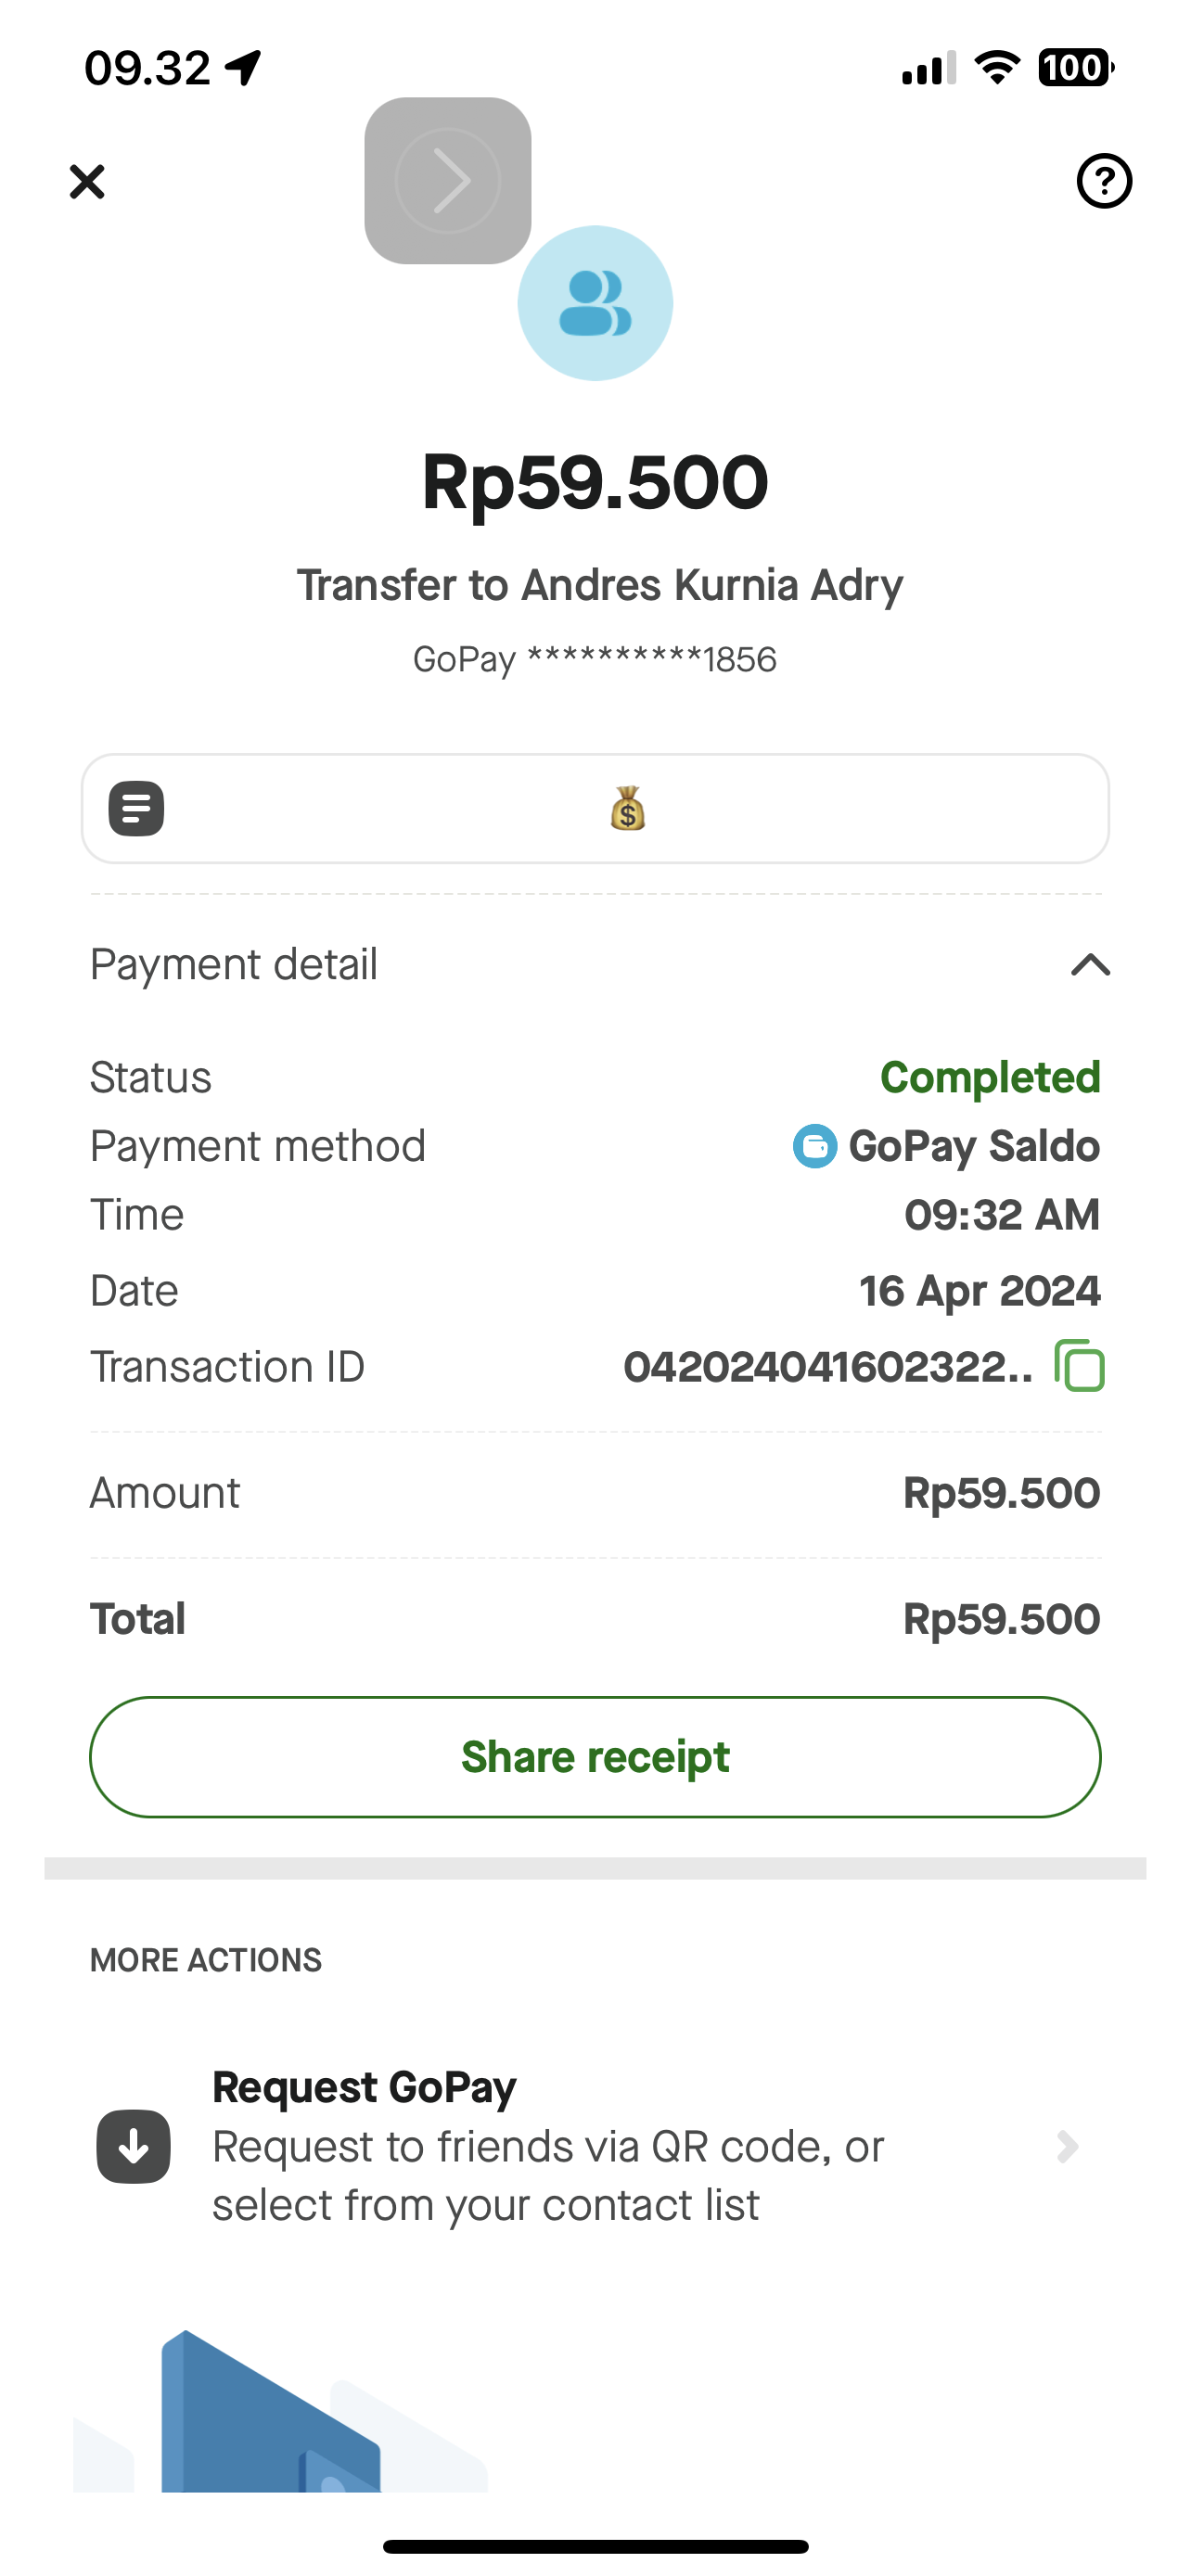 09.32
100
Rp59.500
Transfer to Andres Kurnia Adry
GoPay **********1856
Payment detail
Status Completed
Payment method GoPay Saldo
Time 09:32 AM
Date 16 Apr 2024
Transaction ID 042024041602322..
Amount Rp59.500
Total Rp59.500
Share receipt
MORE ACTIONS
Request GoPay
Request to friends via QR code, or
select from your contact list